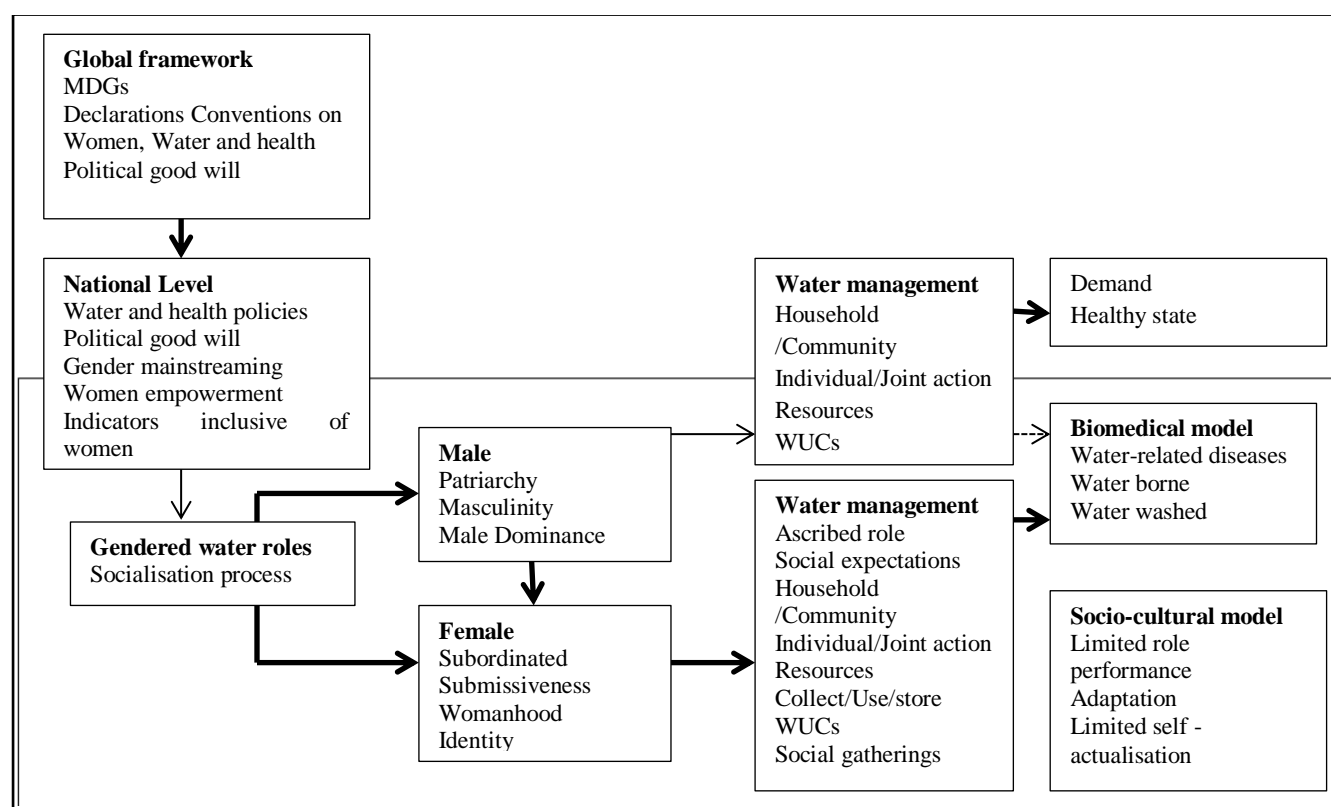 Global framework
MDGs
Declarations Conventions on
Women, Water and health
Political good will
National Level
Water and health policies
Political good will
Gender mainstreaming
Women empowerment
Indicators inclusive of
women
Gendered water roles
Socialisation process
Male
Patriarchy
Masculinity
Male Dominance
Female
Subordinated
Submissiveness
Womanhood
Identity
Water management
Household
/Community
Individual/Joint action
Resources
WUCs
Water management
Ascribed role
Social expectations
Household
/Community
Individual/Joint action
Resources
Collect/Use/store
WUCs
Social gatherings
Demand
Healthy state
Biomedical model
Water-related diseases
Water borne
Water washed
Socio-cultural model
Limited role
performance
Adaptation
Limited self -
actualisation